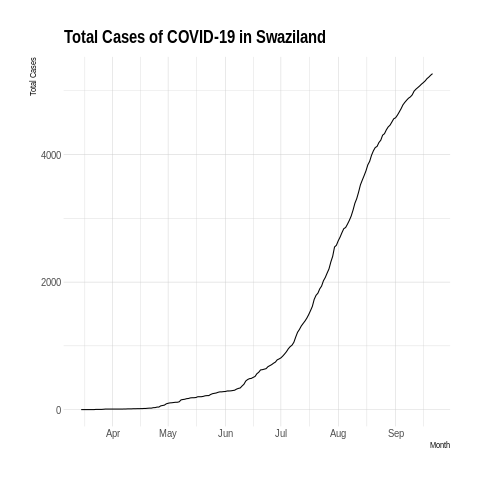 Total Cases of COVID-19 in Swaziland
Total Cases
4000
2000
0
Apr May Jun Jul Aug Sep
Month